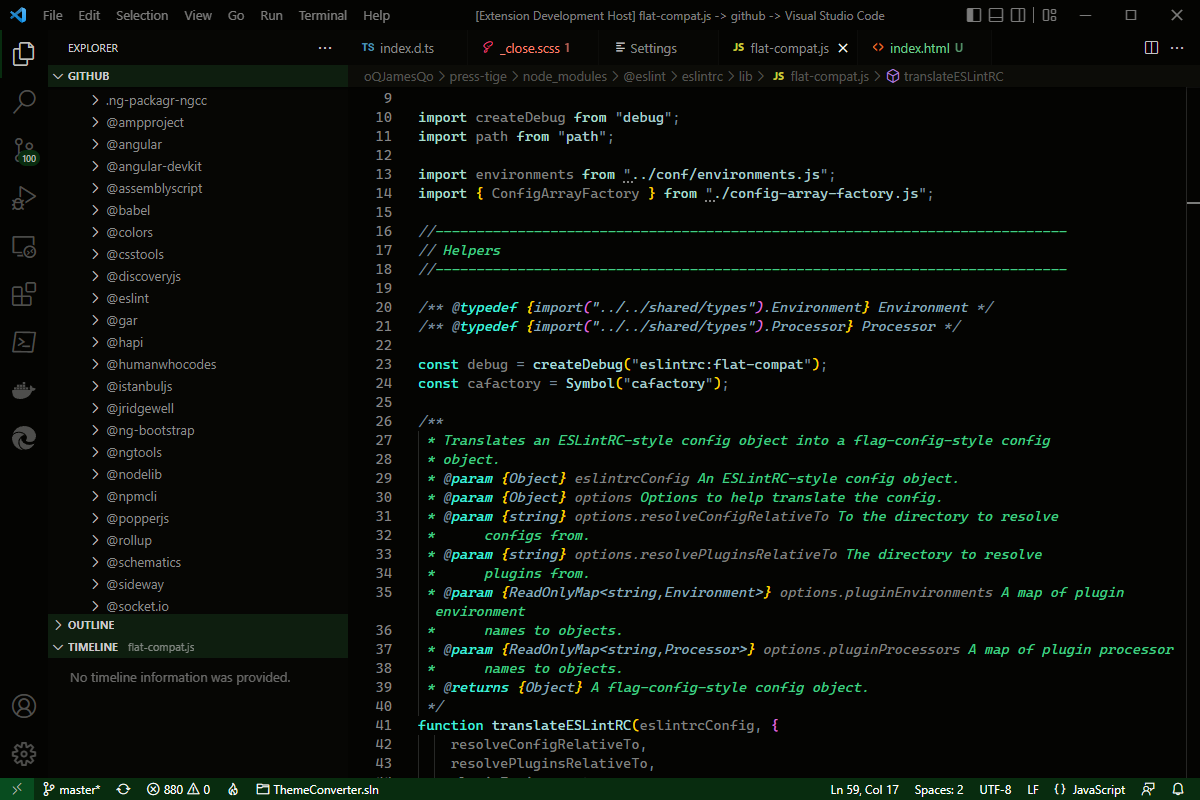 File Edit Selection View Go Run Terminal Help [Extension Development Host] flat-compat.js -> github -> Visual Studio Code
EXPLORER
TS index.d.ts
_close.scss 1
Settings
JS flat-compat.js
<> index.html U
GITHUB
.ng-packagr-ngcc
@ampproject
@angular
@angular-devkit
@assemblyscript
@babel
@colors
@csstools
@discoveryjs
@eslint
@gar
@hapi
@humanwhocodes
@istanbuljs
@jridgewell
@ng-bootstrap
@ngtools
@nodelib
@npmcli
@popperjs
@rollup
@schematics
@sideway
@socket.io
OUTLINE
TIMELINE flat-compat.js
No timeline information was provided.
100
oQJamesQo > press-tige > node_modules > @eslint > eslintrc > lib > JS flat-compat.js > translateESLintRC
9
10 import createDebug from "debug";
11 import path from "path";
12
13 import environments from "../conf/environments.js";
14 import { ConfigArrayFactory } from "./config-array-factory.js";
15
16 //-----------------------------------------------------------------------------
17 // Helpers
18 //-----------------------------------------------------------------------------
19
20 /** @typedef {import("../../shared/types").Environment} Environment */
21 /** @typedef {import("../../shared/types").Processor} Processor */
22
23 const debug = createDebug("eslintrc:flat-compat");
24 const cafactory = Symbol("cafactory");
25
26 /**
27 * Translates an ESLintRC-style config object into a flag-config-style config
28 * object.
29 * @param {Object} eslintrcConfig An ESLintRC-style config object.
30 * @param {Object} options Options to help translate the config.
31 * @param {string} options.resolveConfigRelativeTo To the directory to resolve
32 * configs from.
33 * @param {string} options.resolvePluginsRelativeTo The directory to resolve
34 * plugins from.
35 * @param {ReadOnlyMap<string,Environment>} options.pluginEnvironments A map of plugin
environment
36 * names to objects.
37 * @param {ReadOnlyMap<string,Processor>} options.pluginProcessors A map of plugin processor
38 * names to objects.
39 * @returns {Object} A flag-config-style config object.
40 */
41 function translateESLintRC(eslintrcConfig, {
42 resolveConfigRelativeTo,
43 resolvePluginsRelativeTo,
master* 880 0 ThemeConverter.sln Ln 59, Col 17 Spaces: 2 UTF-8 LF {} JavaScript